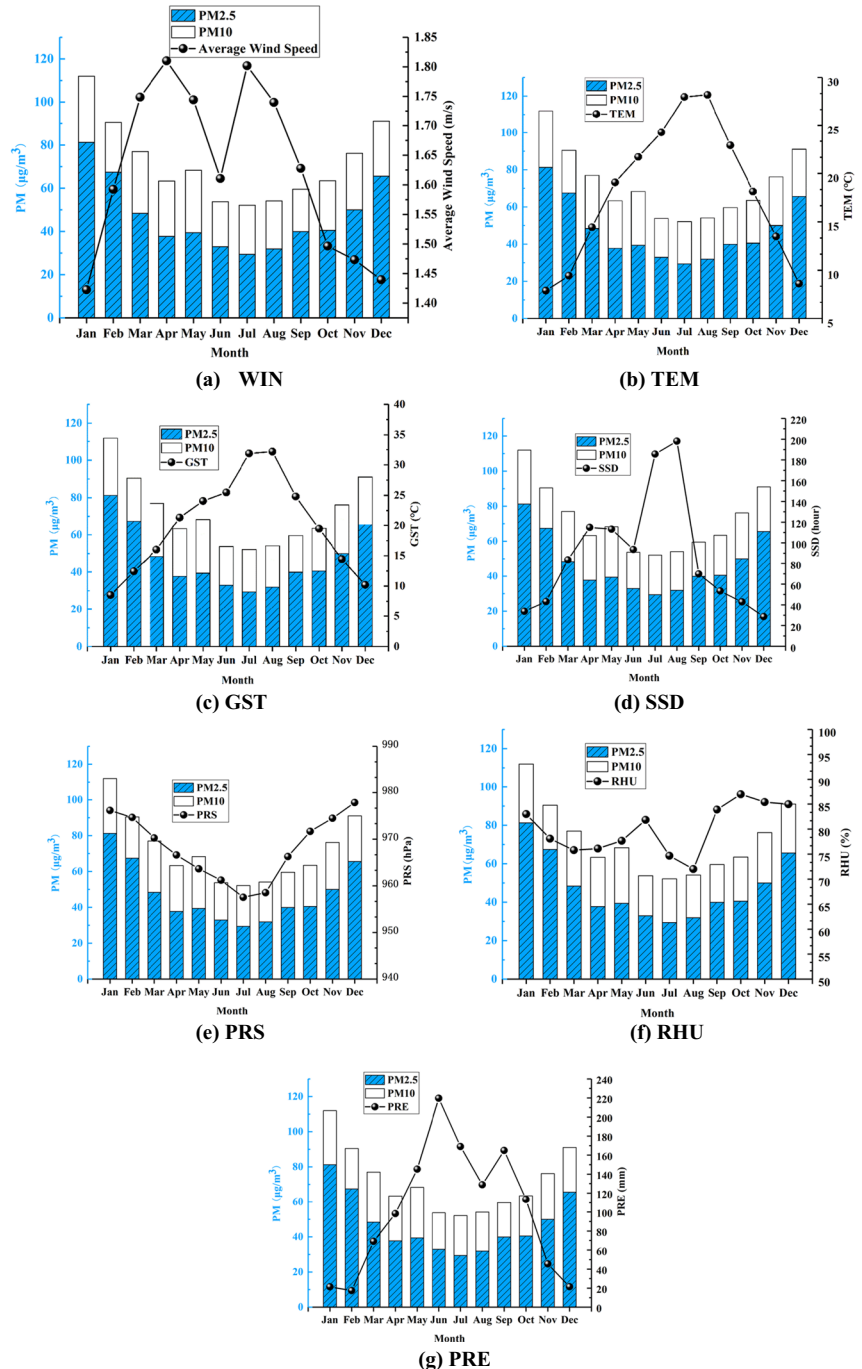 PM2.5
PM10
Average Wind Speed
PM（μg/m³）
0
20
40
60
80
100
120
Average Wind Speed (m/s)
1.40
1.45
1.50
1.55
1.60
1.65
1.70
1.75
1.80
1.85
Jan Feb Mar Apr May Jun Jul Aug Sep Oct Nov Dec
Month
(a) WIN
PM2.5
PM10
TEM
PM（μg/m³）
0
20
40
60
80
100
120
TEM (°C)
5
10
15
20
25
30
Jan Feb Mar Apr May Jun Jul Aug Sep Oct Nov Dec
Month
(b) TEM
PM2.5
PM10
GST
PM（μg/m³）
0
20
40
60
80
100
120
GST (°C)
0
5
10
15
20
25
30
35
40
Jan Feb Mar Apr May Jun Jul Aug Sep Oct Nov Dec
Month
(c) GST
PM2.5
PM10
SSD
PM（μg/m³）
0
20
40
60
80
100
120
SSD (hour)
0
20
40
60
80
100
120
140
160
180
200
220
Jan Feb Mar Apr May Jun Jul Aug Sep Oct Nov Dec
Month
(d) SSD
PM2.5
PM10
PRS
PM（μg/m³）
0
20
40
60
80
100
120
PRS (hPa)
940
950
960
970
980
990
Jan Feb Mar Apr May Jun Jul Aug Sep Oct Nov Dec
Month
(e) PRS
PM2.5
PM10
RHU
PM（μg/m³）
0
20
40
60
80
100
120
RHU (%)
50
55
60
65
70
75
80
85
90
95
100
Jan Feb Mar Apr May Jun Jul Aug Sep Oct Nov Dec
Month
(f) RHU
PM2.5
PM10
PRE
PM（μg/m³）
0
20
40
60
80
100
120
PRE (mm)
0
20
40
60
80
100
120
140
160
180
200
220
240
Jan Feb Mar Apr May Jun Jul Aug Sep Oct Nov Dec
Month
(g) PRE